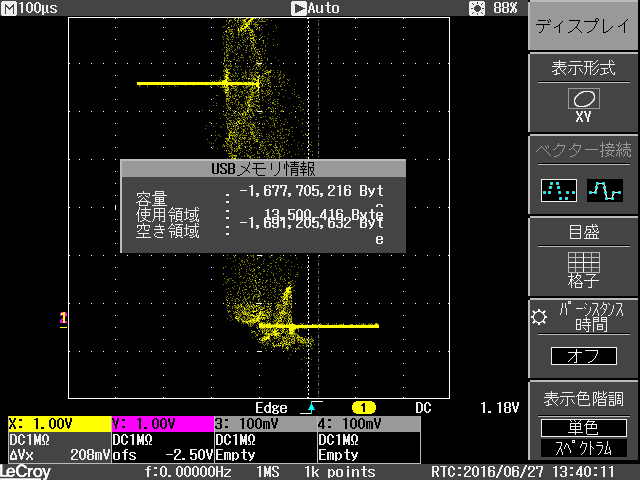 M 100µs
Auto
88%
ディスプレイ
表示形式
XY
ベクター接続
目盛
格子
パーシスタンス
時間
オフ
表示色階調
単色
スペクトラム
USBメモリ情報
容量 : -1,677,705,216 Byt
e
使用領域 : 13,500,416 Byte
空き領域 : -1,691,205,632 Byt
e
1
Edge 1 DC 1.18V
X: 1.00V Y: 1.00V 3: 100mV 4: 100mV
DC1MΩ DC1MΩ DC1MΩ DC1MΩ
ΔVx 208mV ofs -2.50V Empty Empty
LeCroy f:0.00000Hz 1MS 1k points RTC:2016/06/27 13:40:11